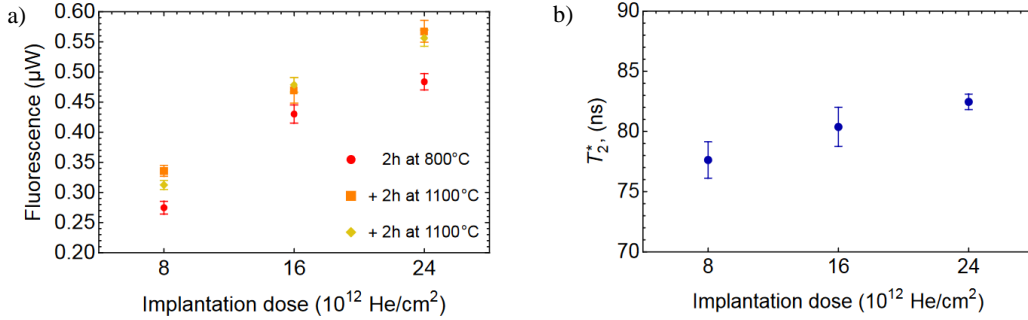 a)
Fluorescence (μW)
0.60
0.55
0.50
0.45
0.40
0.35
0.30
0.25
0.20
2h at 800°C
+ 2h at 1100°C
+ 2h at 1100°C
8 16 24
Implantation dose (10¹² He/cm²)
b)
T₂*, (ns)
90
85
80
75
70
8 16 24
Implantation dose (10¹² He/cm²)